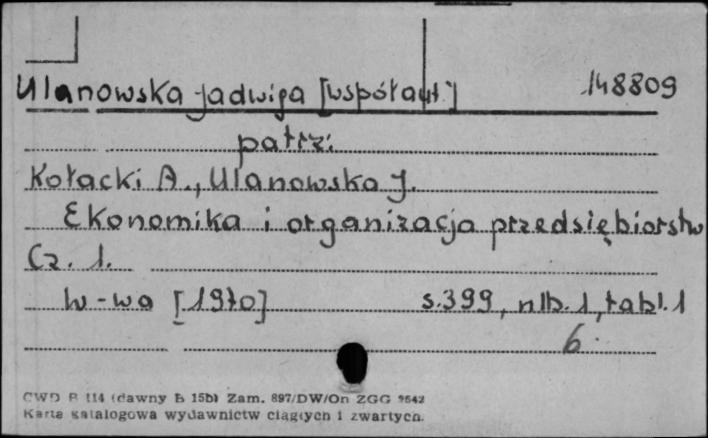 Ulanowska Jadwiga [współaut.] 148809
patrz:
Kołacki A., Ulanowska J.
Ekonomika i organizacja przedsiębiorstw
Cz. 1.
W-wa [1970] s.399, nlb.1, tabl.1
6
CWD B 114 (dawny B 15b) Zam. 897/DW/On ZGG
Karta katalogowa wydawnictw ciągłych i zwartych.